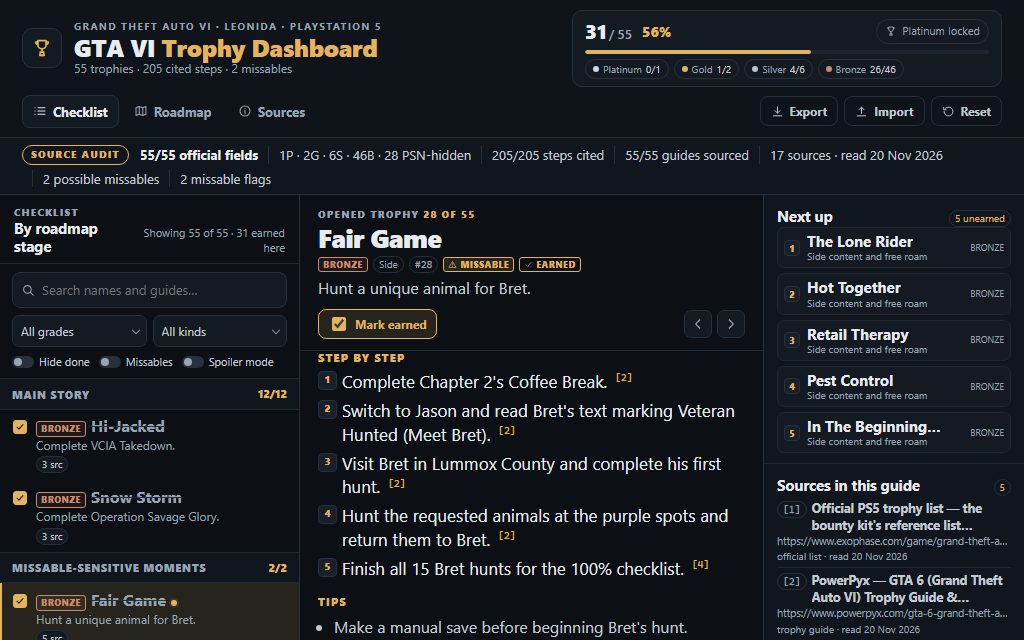 GRAND THEFT AUTO VI · LEONIDA · PLAYSTATION 5
GTA VI Trophy Dashboard
55 trophies · 205 cited steps · 2 missables
31 / 55 56%
Platinum locked
Platinum 0/1
Gold 1/2
Silver 4/6
Bronze 26/46
Checklist
Roadmap
Sources
Export
Import
Reset
SOURCE AUDIT
55/55 official fields
1P · 2G · 6S · 46B · 28 PSN-hidden
205/205 steps cited
55/55 guides sourced
17 sources · read 20 Nov 2026
2 possible missables
2 missable flags
CHECKLIST
By roadmap
stage
Showing 55 of 55 · 31 earned
here
Search names and guides...
All grades
All kinds
Hide done
Missables
Spoiler mode
MAIN STORY 12/12
BRONZE Hi-Jacked
Complete VCIA Takedown.
3 src
BRONZE Snow Storm
Complete Operation Savage Glory.
3 src
MISSABLE-SENSITIVE MOMENTS 2/2
BRONZE Fair Game
Hunt a unique animal for Bret.
5 src
OPENED TROPHY 28 OF 55
Fair Game
BRONZE Side #28 ⚠ MISSABLE ✓ EARNED
Hunt a unique animal for Bret.
Mark earned
STEP BY STEP
1 Complete Chapter 2's Coffee Break. [2]
2 Switch to Jason and read Bret's text marking Veteran
Hunted (Meet Bret). [2]
3 Visit Bret in Lummox County and complete his first
hunt. [2]
4 Hunt the requested animals at the purple spots and
return them to Bret. [2]
5 Finish all 15 Bret hunts for the 100% checklist. [4]
TIPS
• Make a manual save before beginning Bret's hunt.
Next up 5 unearned
1 The Lone Rider BRONZE
Side content and free roam
2 Hot Together BRONZE
Side content and free roam
3 Retail Therapy BRONZE
Side content and free roam
4 Pest Control BRONZE
Side content and free roam
5 In The Beginning... BRONZE
Side content and free roam
Sources in this guide 5
[1] Official PS5 trophy list — the
bounty kit's reference list...
https://www.exophase.com/game/grand-theft-a...
official list · read 20 Nov 2026
[2] PowerPyx — GTA 6 (Grand Theft
Auto VI) Trophy Guide &...
https://www.powerpyx.com/gta-6-grand-theft-a...
trophy guide · read 20 Nov 2026